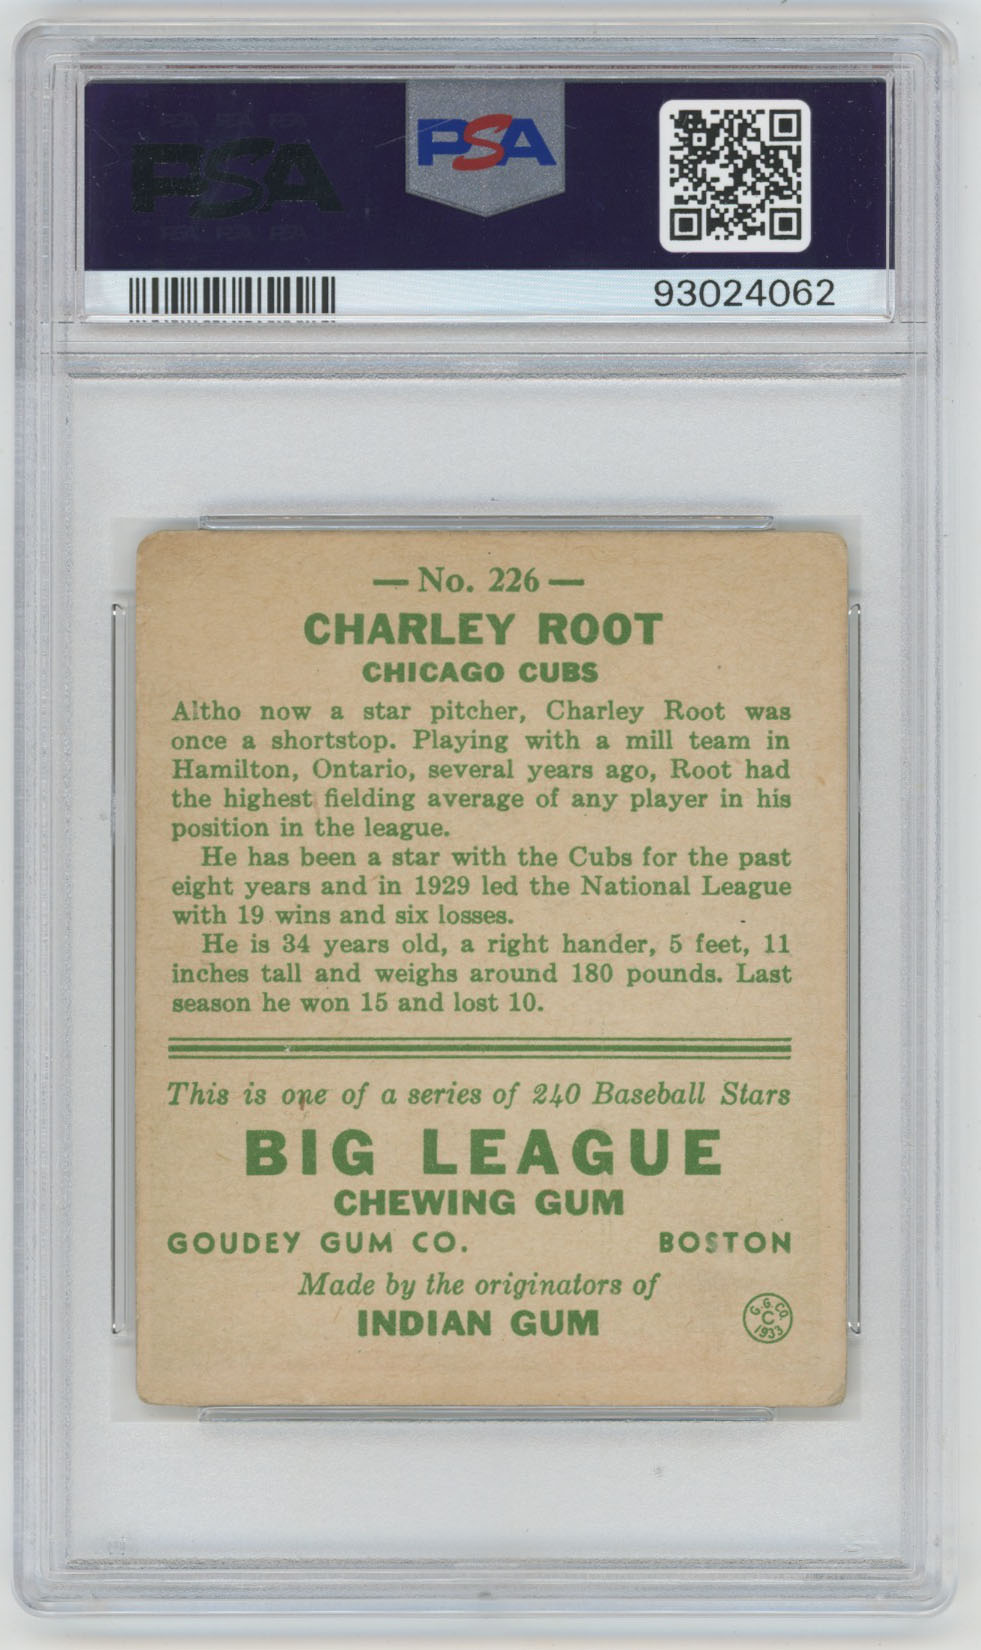 PSA PSA PSA
PSA
PSA PSA PSA
PSA
93024062
— No. 226 —
CHARLEY ROOT
CHICAGO CUBS
Altho now a star pitcher, Charley Root was
once a shortstop. Playing with a mill team in
Hamilton, Ontario, several years ago, Root had
the highest fielding average of any player in his
position in the league.
He has been a star with the Cubs for the past
eight years and in 1929 led the National League
with 19 wins and six losses.
He is 34 years old, a right hander, 5 feet, 11
inches tall and weighs around 180 pounds. Last
season he won 15 and lost 10.
This is one of a series of 240 Baseball Stars
BIG LEAGUE
CHEWING GUM
GOUDEY GUM CO. BOSTON
Made by the originators of
INDIAN GUM
G.G.CO.
C
1933